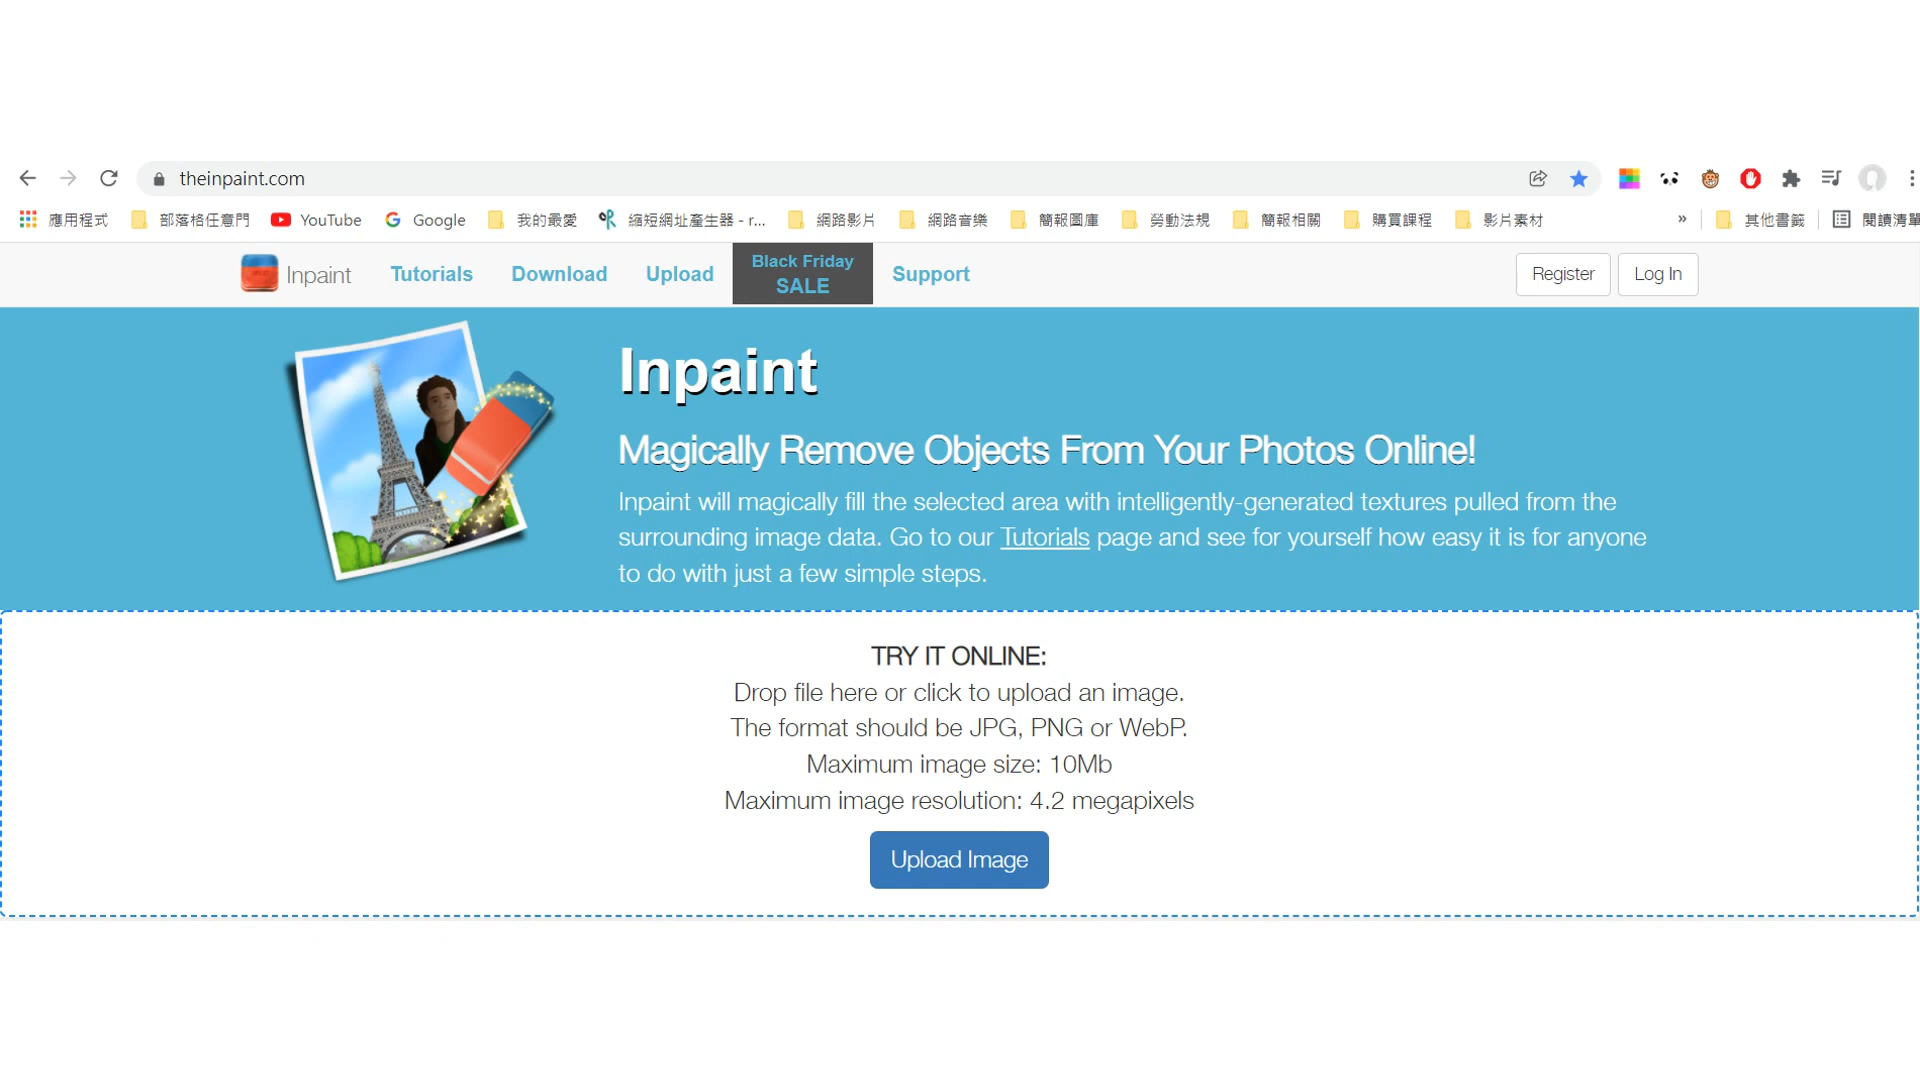 theinpaint.com
應用程式 部落格任意門 YouTube Google 我的最愛 縮短網址產生器 - r... 網路影片 網路音樂 簡報圖庫 勞動法規 簡報相關 購買課程 影片素材 » 其他書籤 閱讀清單
Inpaint Tutorials Download Upload Black Friday SALE Support Register Log In
Inpaint
Magically Remove Objects From Your Photos Online!
Inpaint will magically fill the selected area with intelligently-generated textures pulled from the
surrounding image data. Go to our Tutorials page and see for yourself how easy it is for anyone
to do with just a few simple steps.
TRY IT ONLINE:
Drop file here or click to upload an image.
The format should be JPG, PNG or WebP.
Maximum image size: 10Mb
Maximum image resolution: 4.2 megapixels
Upload Image